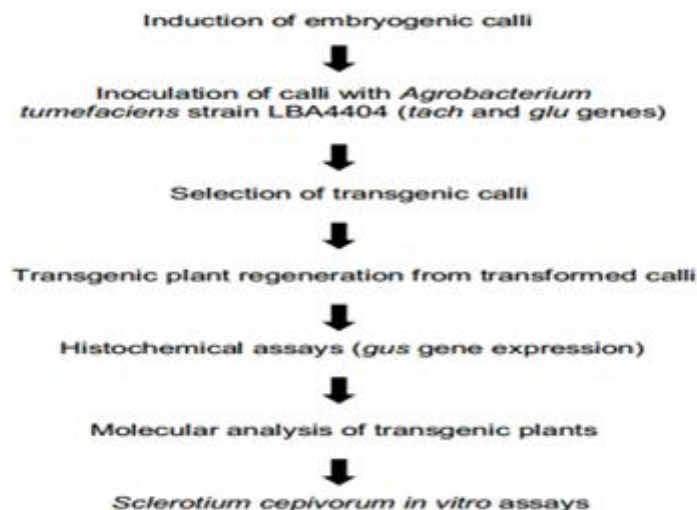 Induction of embryogenic calli
Inoculation of calli with Agrobacterium
tumefaciens strain LBA4404 (tach and glu genes)
Selection of transgenic calli
Transgenic plant regeneration from transformed calli
Histochemical assays (gus gene expression)
Molecular analysis of transgenic plants
Sclerotium cepivorum in vitro assays